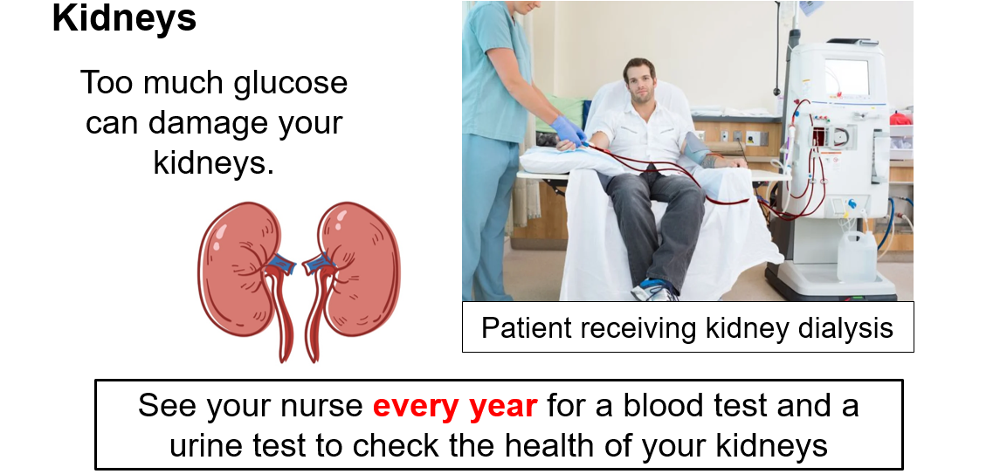 Kidneys
Too much glucose
can damage your
kidneys.
Patient receiving kidney dialysis
See your nurse every year for a blood test and a
urine test to check the health of your kidneys